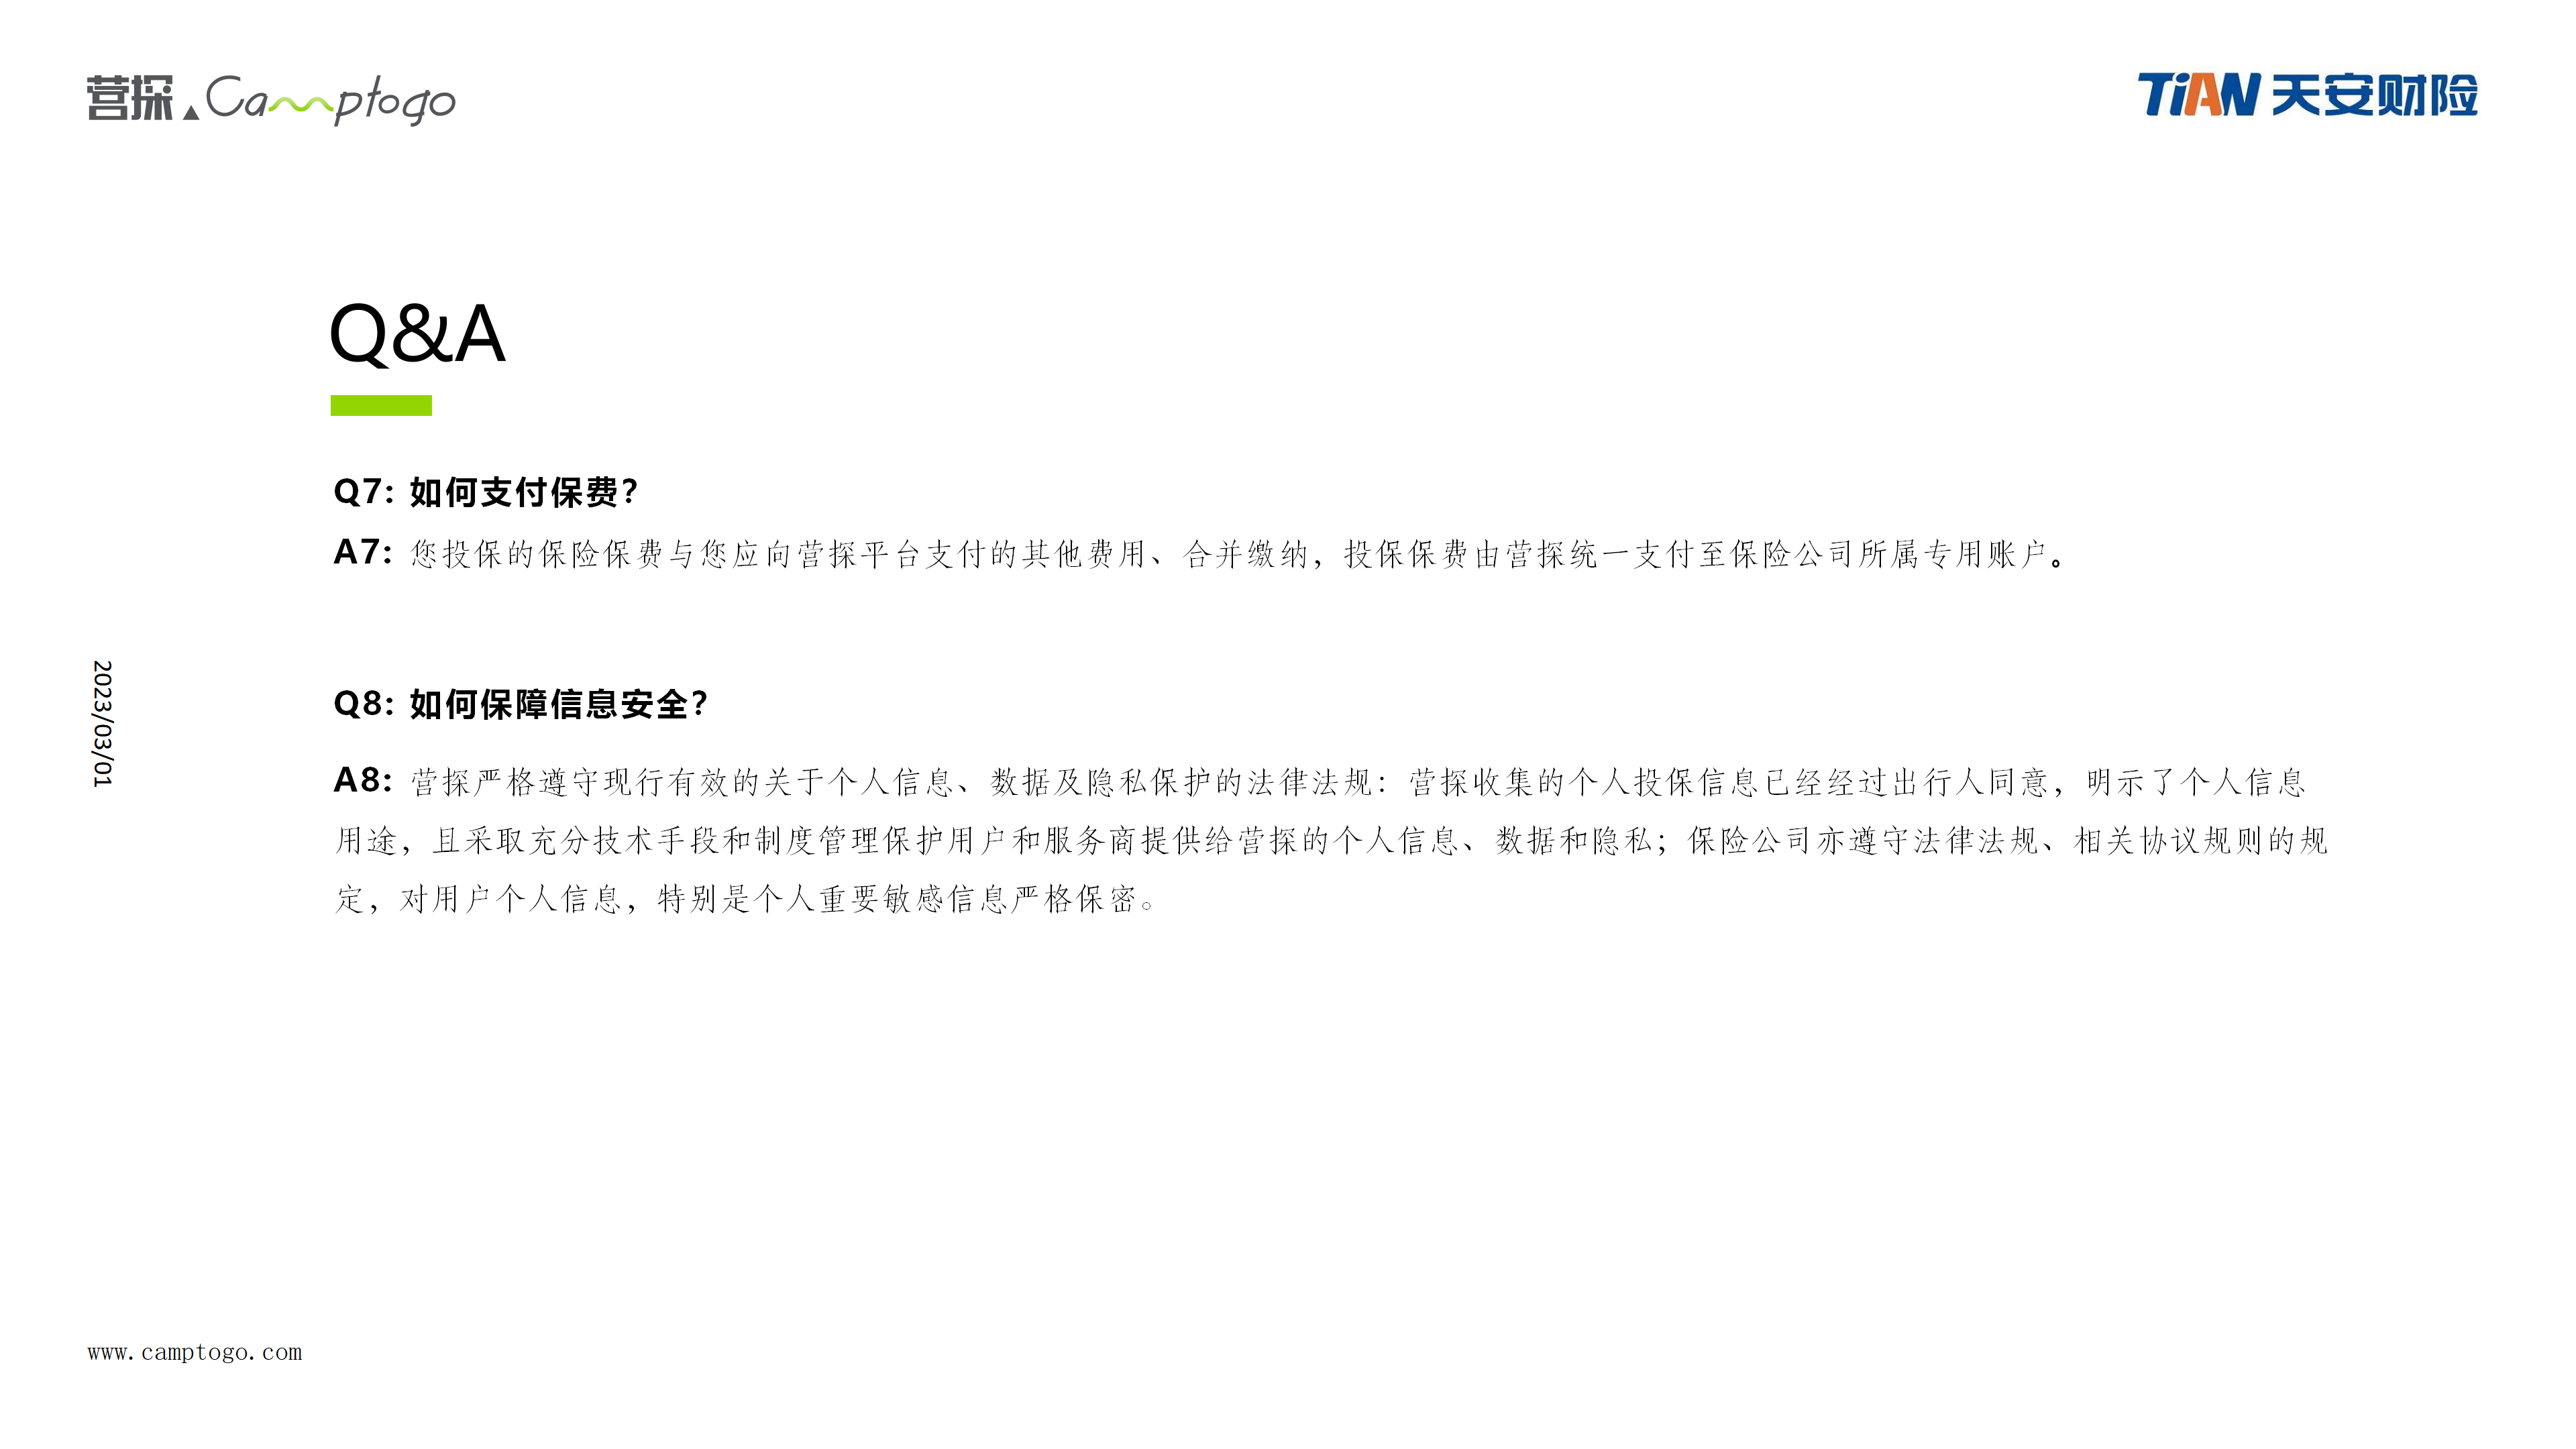 营探 Camptogo
TIAN 天安财险
Q&A
Q7: 如何支付保费？
A7: 您投保的保险保费与您应向营探平台支付的其他费用、合并缴纳，投保保费由营探统一支付至保险公司所属专用账户。
2023/03/01
Q8: 如何保障信息安全？
A8: 营探严格遵守现行有效的关于个人信息、数据及隐私保护的法律法规：营探收集的个人投保信息已经经过出行人同意，明示了个人信息
用途，且采取充分技术手段和制度管理保护用户和服务商提供给营探的个人信息、数据和隐私；保险公司亦遵守法律法规、相关协议规则的规
定，对用户个人信息，特别是个人重要敏感信息严格保密。
www.camptogo.com